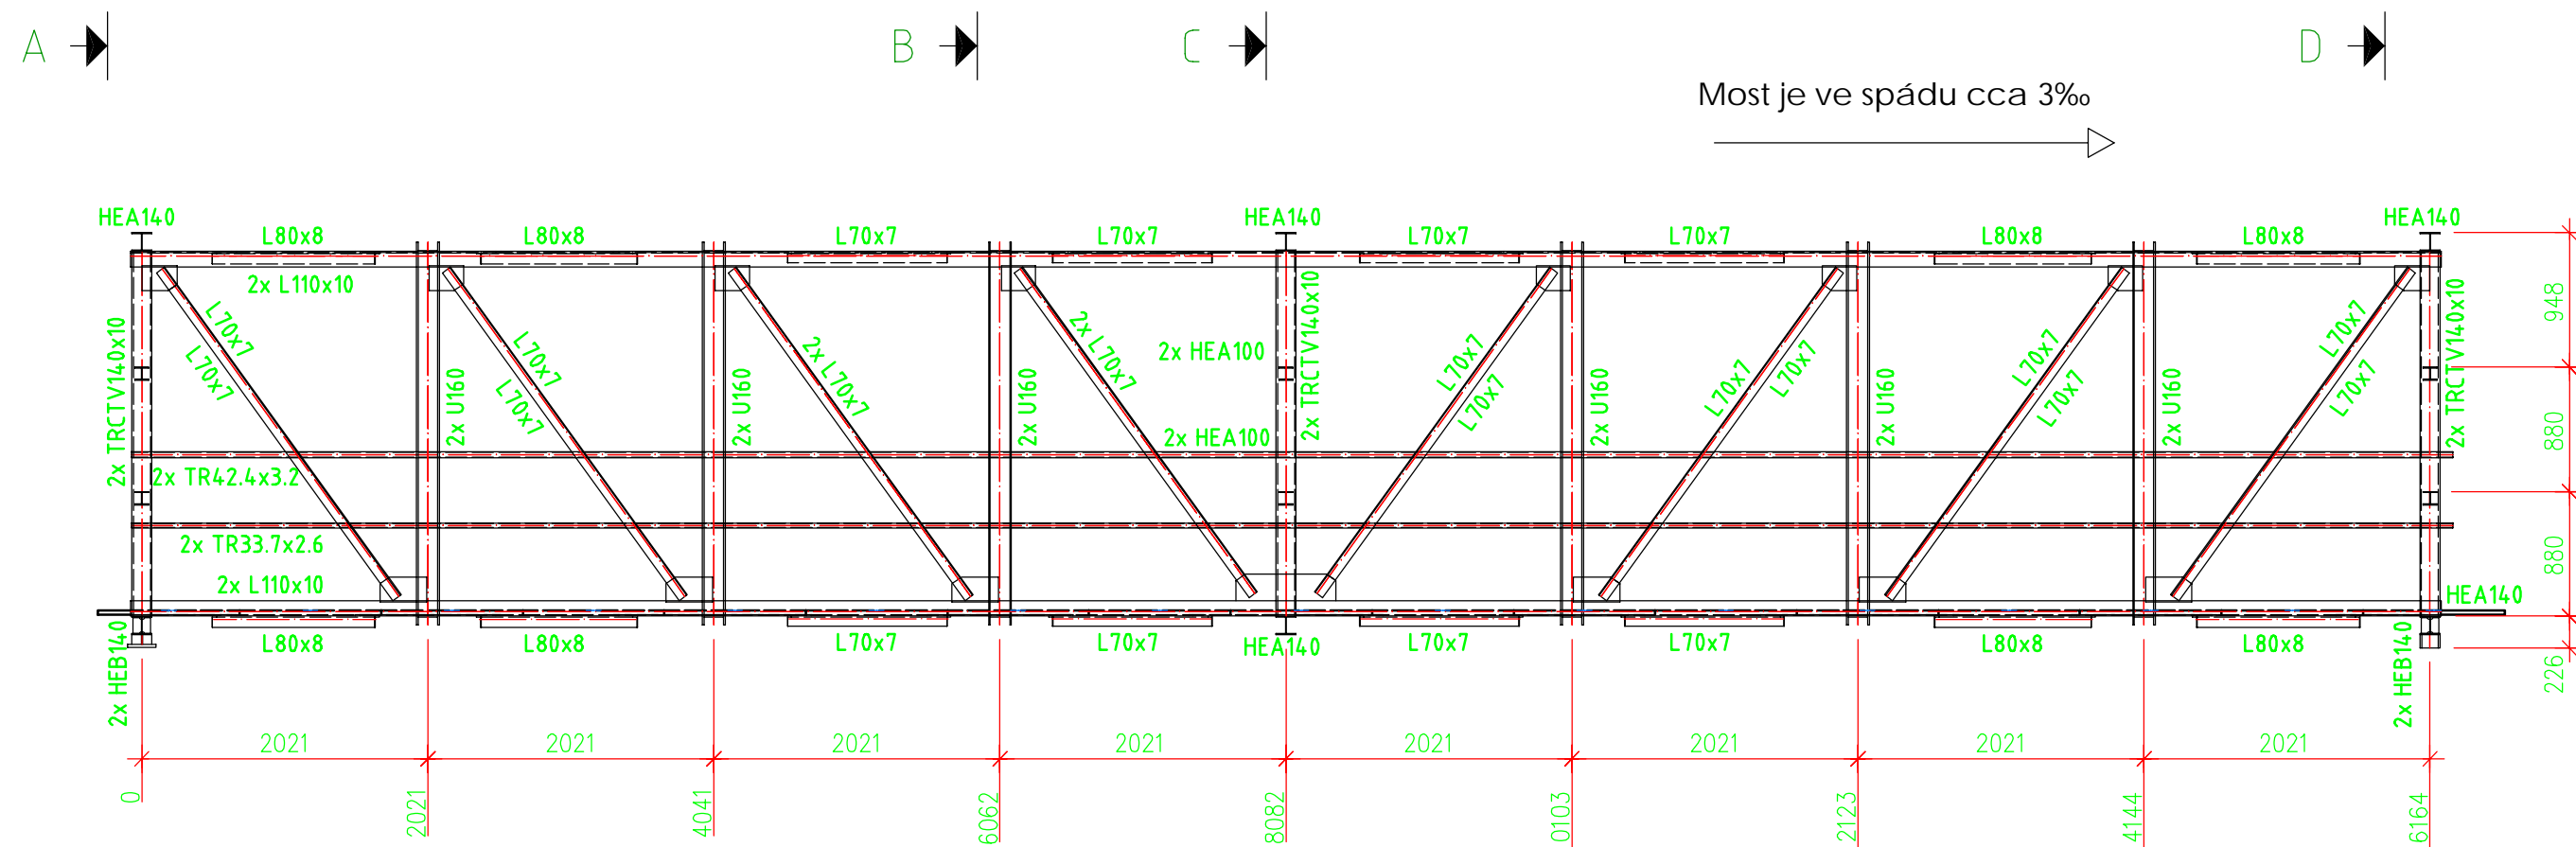 A
B
C
D
Most je ve spádu cca 3‰
HEA140
HEA140
HEA140
L80x8
L80x8
L70x7
L70x7
L70x7
L70x7
L80x8
L80x8
2x L110x10
2x TRCTV140x10
L70x7
L70x7
2x U160
L70x7
L70x7
2x U160
2x L70x7
2x U160
2x L70x7
2x HEA100
2x HEA100
2x TRCTV140x10
L70x7
L70x7
2x U160
L70x7
L70x7
2x U160
L70x7
L70x7
2x U160
L70x7
L70x7
2x TRCTV140x10
2x TR42.4x3.2
2x TR33.7x2.6
2x L110x10
HEA140
2x HEB140
L80x8
L80x8
L70x7
L70x7
HEA140
L70x7
L70x7
L80x8
L80x8
2x HEB140
948
880
880
226
2021
2021
2021
2021
2021
2021
2021
2021
0
2021
4041
6062
8082
0103
2123
4144
6164